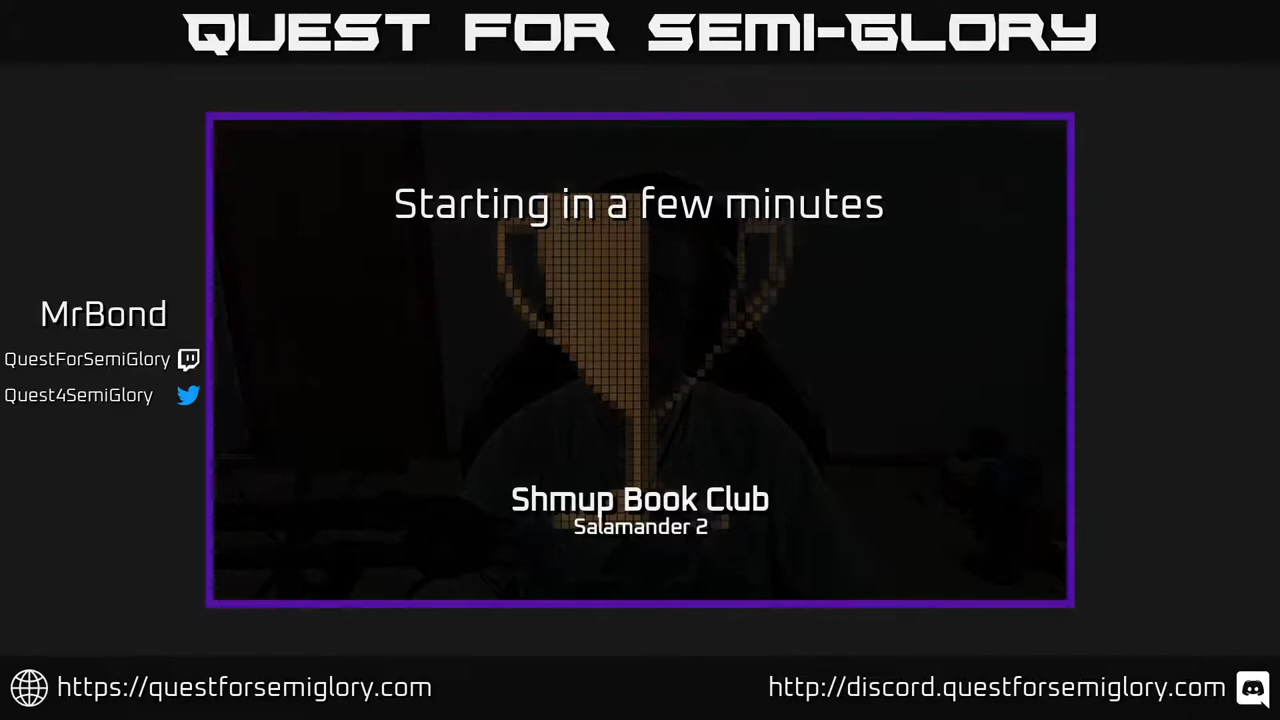 QUEST FOR SEMI-GLORY
Starting in a few minutes
MrBond
QuestForSemiGlory
Quest4SemiGlory
Shmup Book Club
Salamander 2
https://questforsemiglory.com
http://discord.questforsemiglory.com